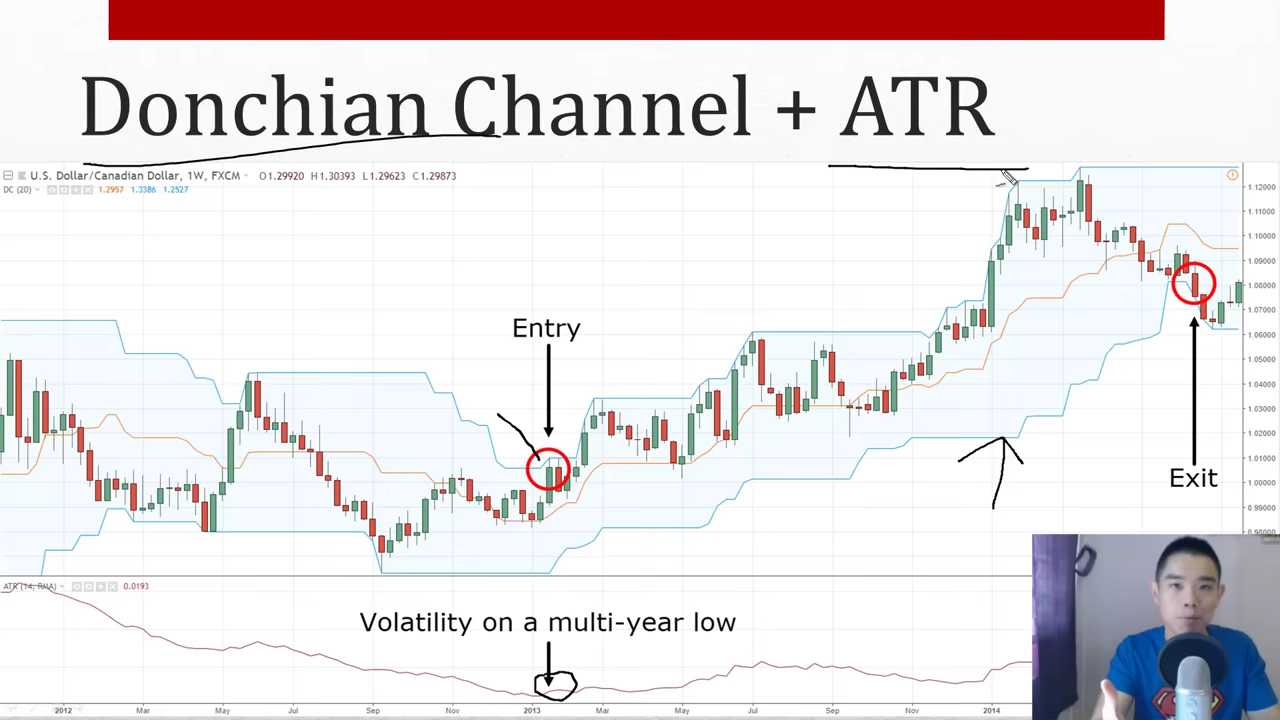 Donchian Channel + ATR
U.S. Dollar/Canadian Dollar, 1W, FXCM O1.29920 H1.30393 L1.29623 C1.29873
DC (20) 1.2957 1.3386 1.2527
1.12000
1.11000
1.10000
1.09000
1.08000
1.07000
1.06000
1.05000
1.04000
1.03000
1.02000
1.01000
1.00000
0.99000
0.98000
Entry
Exit
ATR (14, RMA) 0.0193
Volatility on a multi-year low
2012 Mar May Jul Sep Nov 2013 Mar May Jul Sep Nov 2014